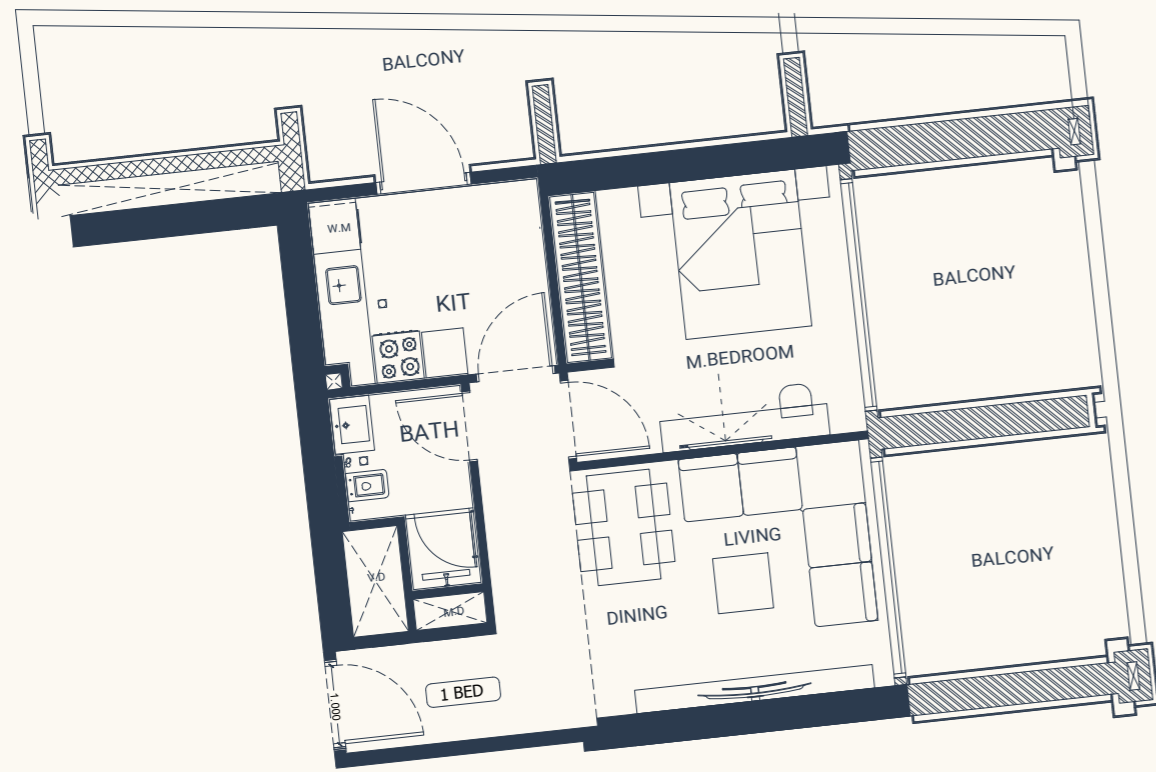 BALCONY
W.M
KIT
BALCONY
M.BEDROOM
BATH
LIVING
BALCONY
V.D
M.D
DINING
1 BED
1.000